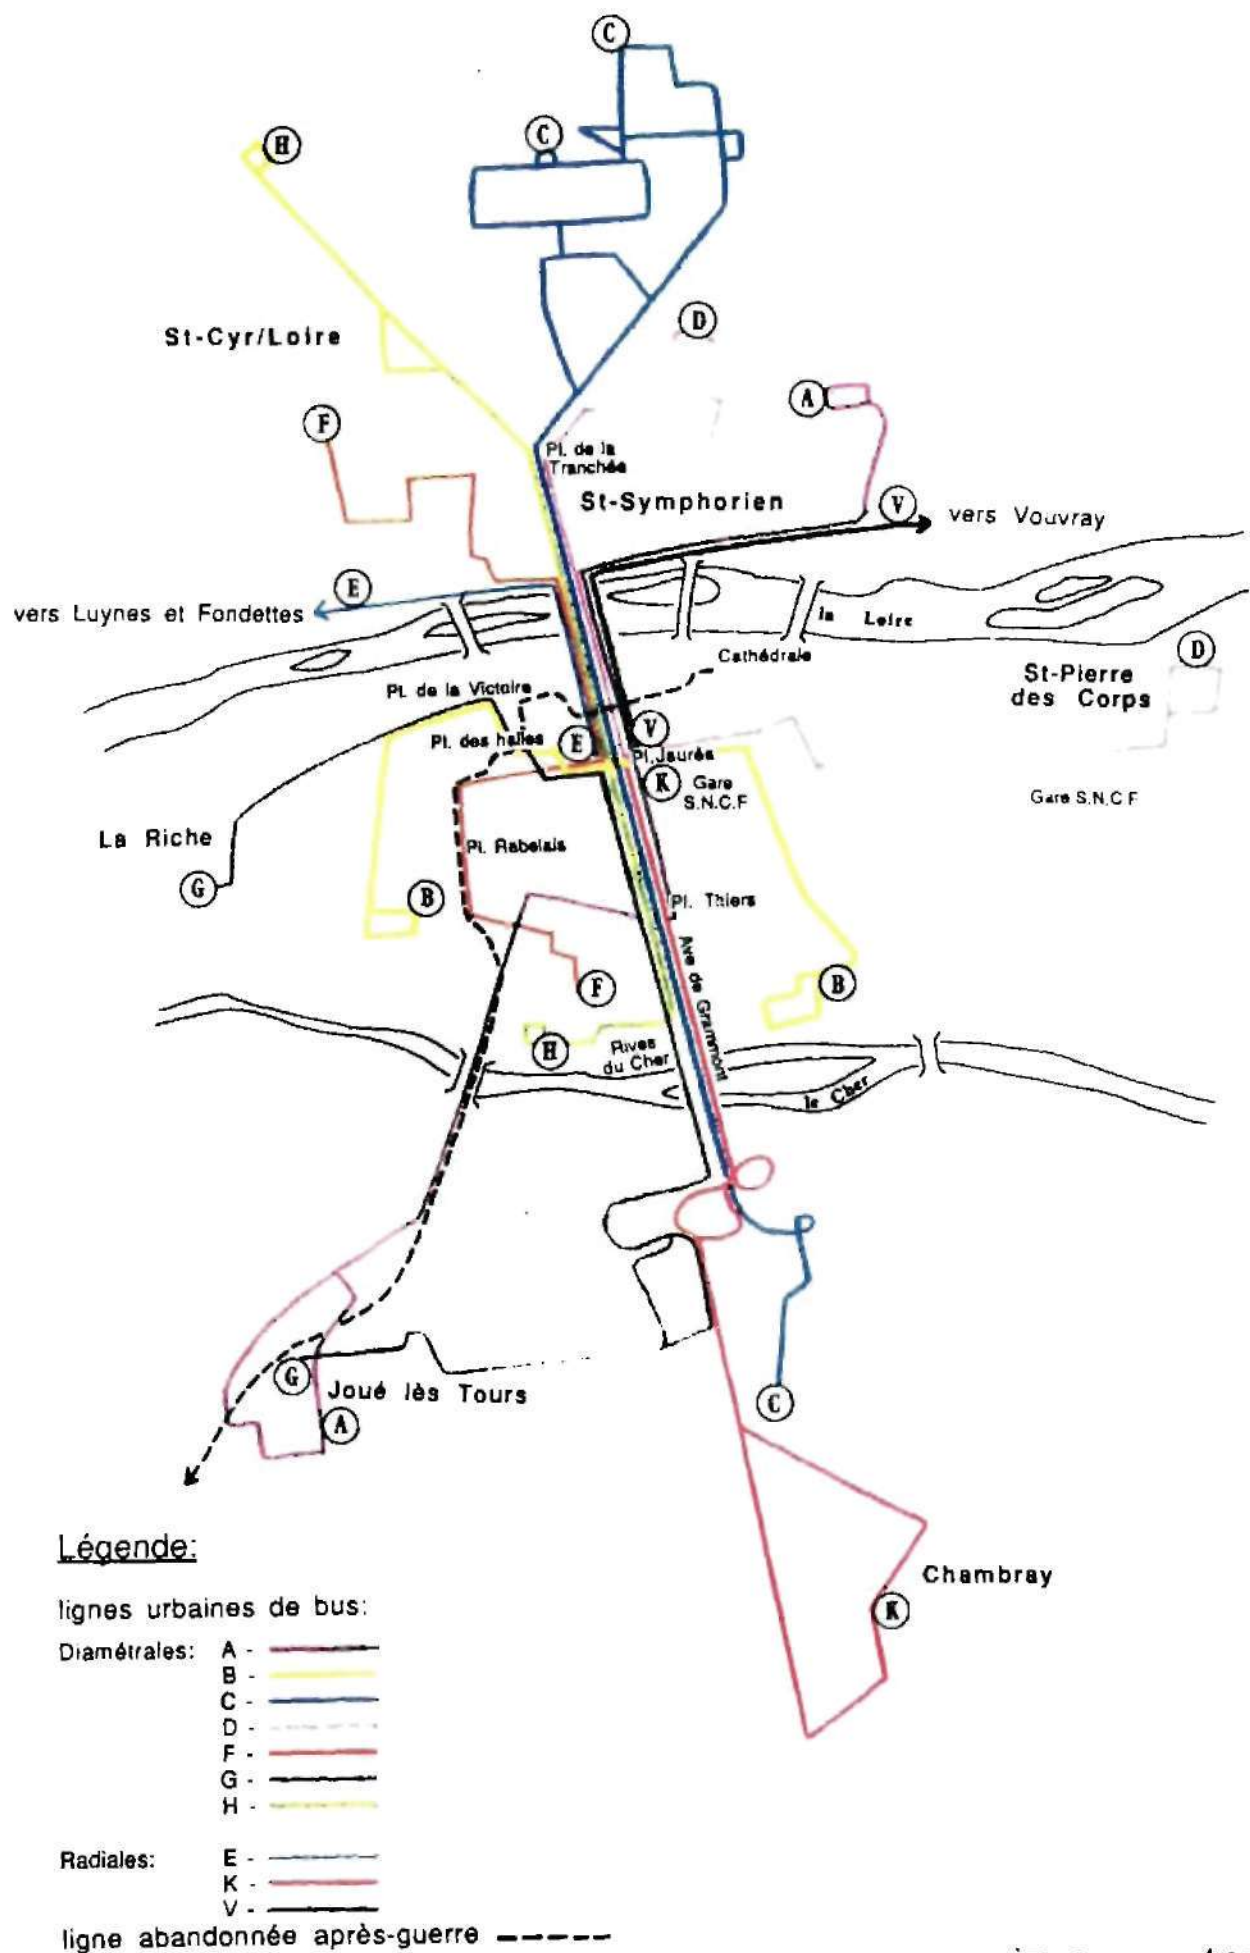 C
C
H
D
St-Cyr/Loire
A
F
Pl. de la
Tranchée
St-Symphorien
V
vers Vouvray
E
vers Luynes et Fondettes
la Loire
D
Cathédrale
St-Pierre
des Corps
Pl. de la Victoire
V
Pl. des halles
E
Pl. Jaurès
K
Gare
S.N.C.F
Gare S.N.C F
La Riche
Pl. Rabelais
G
B
Pl. Thiers
Ave de Grammont
F
B
H
Rives
du Cher
le Cher
G
Joué lès Tours
C
A
Légende:
Chambray
K
lignes urbaines de bus:
Diamétrales: A -
B -
C -
D -
F -
G -
H -
Radiales: E -
K -
V -
ligne abandonnée après-guerre